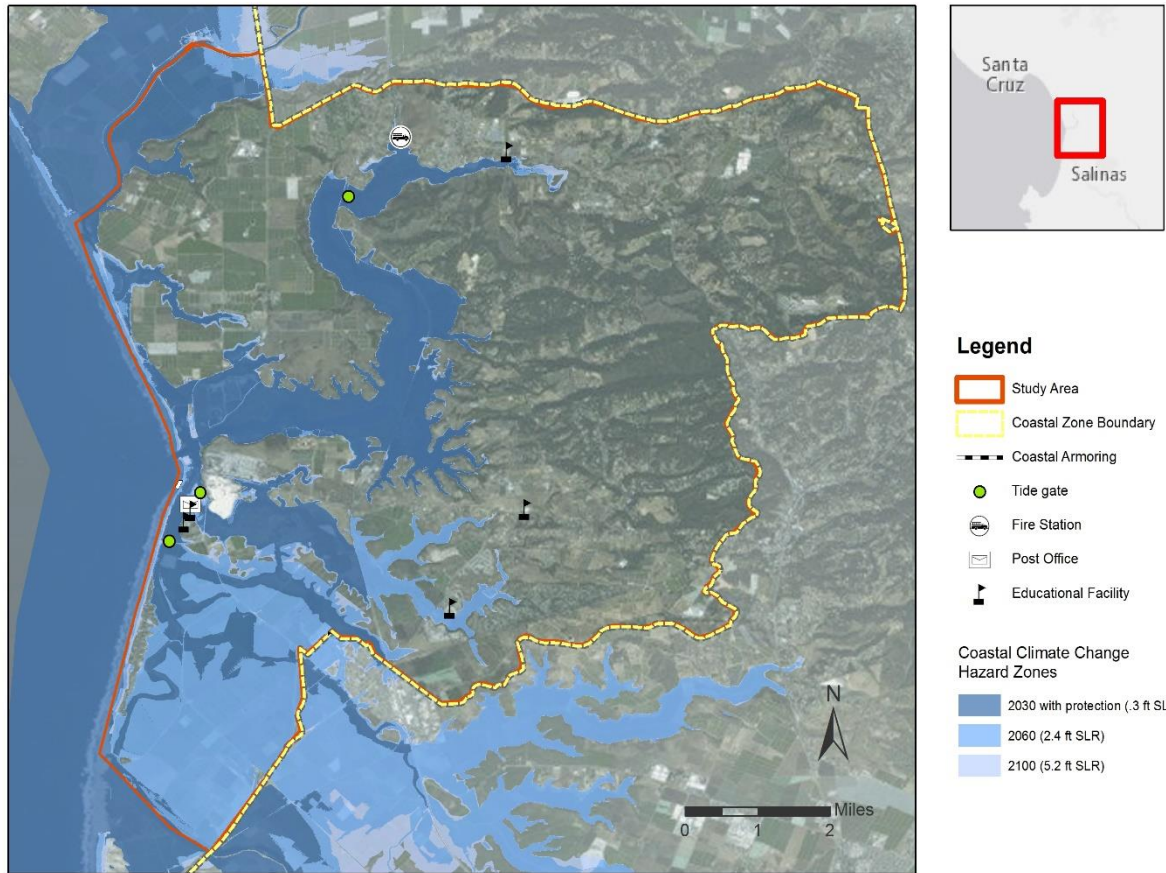 Santa
Cruz
Salinas
Legend
Study Area
Coastal Zone Boundary
Coastal Armoring
Tide gate
Fire Station
Post Office
Educational Facility
Coastal Climate Change
Hazard Zones
2030 with protection (.3 ft SL
2060 (2.4 ft SLR)
2100 (5.2 ft SLR)
N
Miles
0 1 2